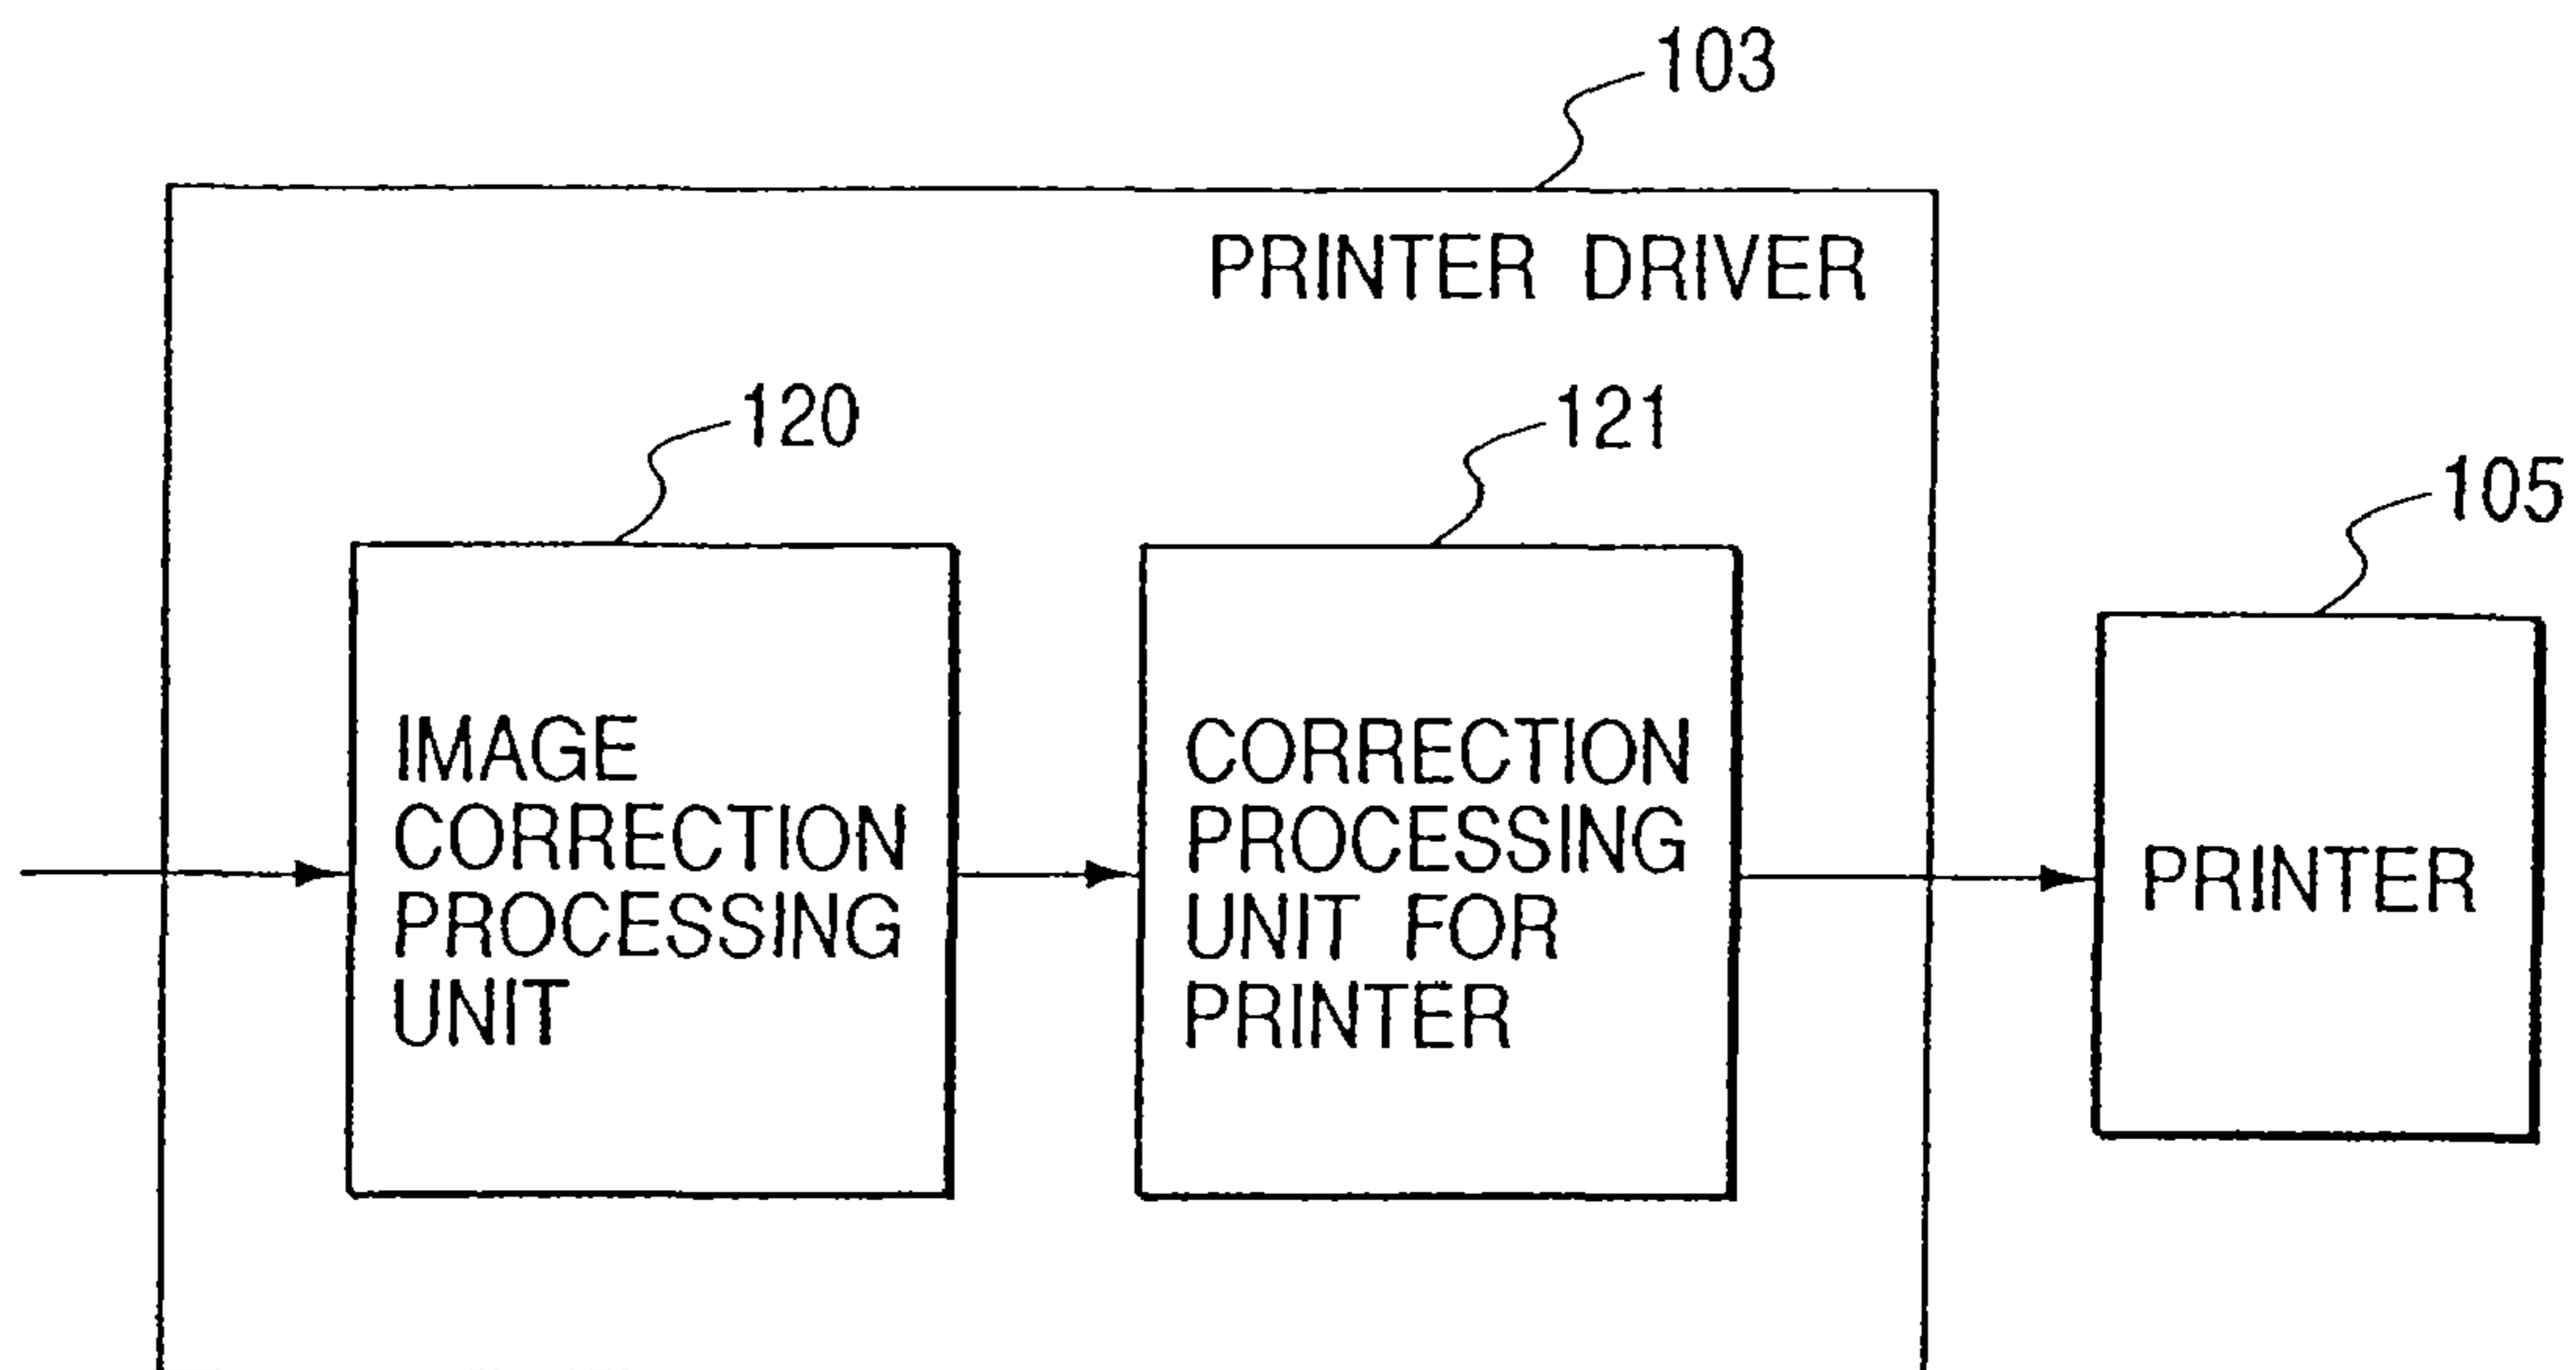 103
PRINTER DRIVER
120
121
105
IMAGE
CORRECTION
PROCESSING
UNIT
CORRECTION
PROCESSING
UNIT FOR
PRINTER
PRINTER